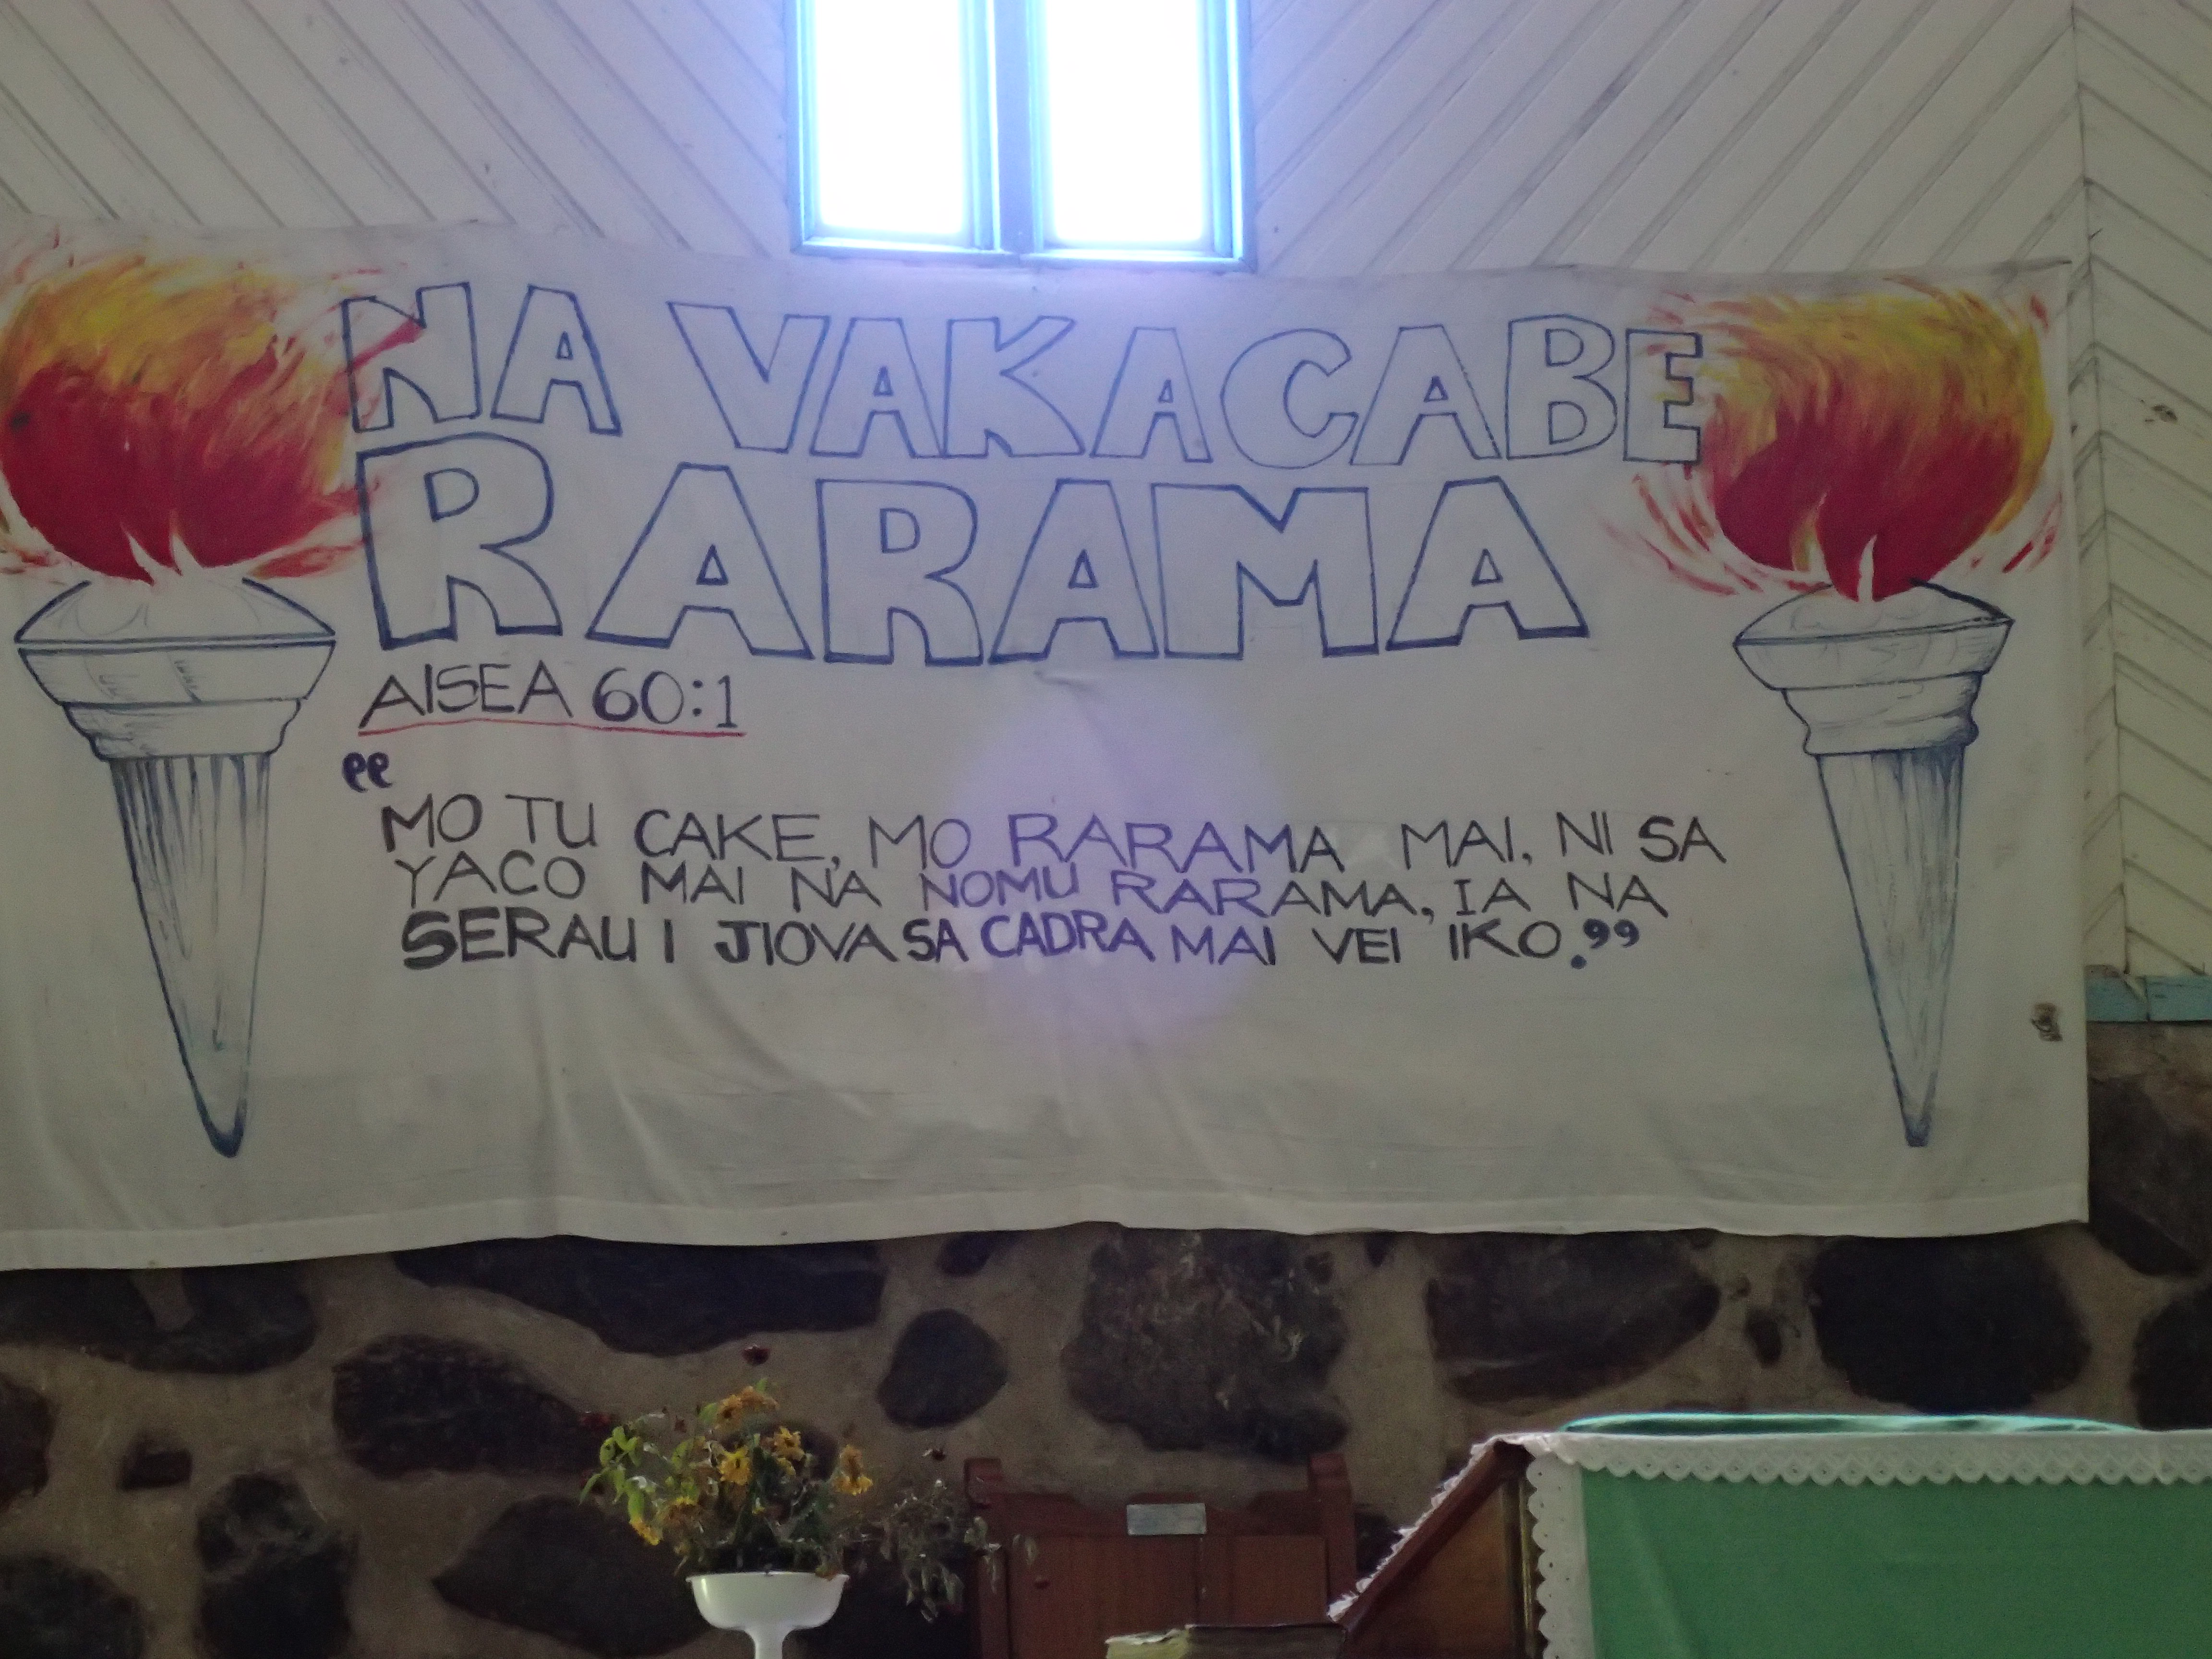 NA VAKACABE
RARAMA
AISEA 60:1
“
MO TU CAKE, MO RARAMA MAI, NI SA
YACO MAI NA NOMU RARAMA, IA NA
SERAU I JIOVA SA CADRA MAI VEI IKO.”